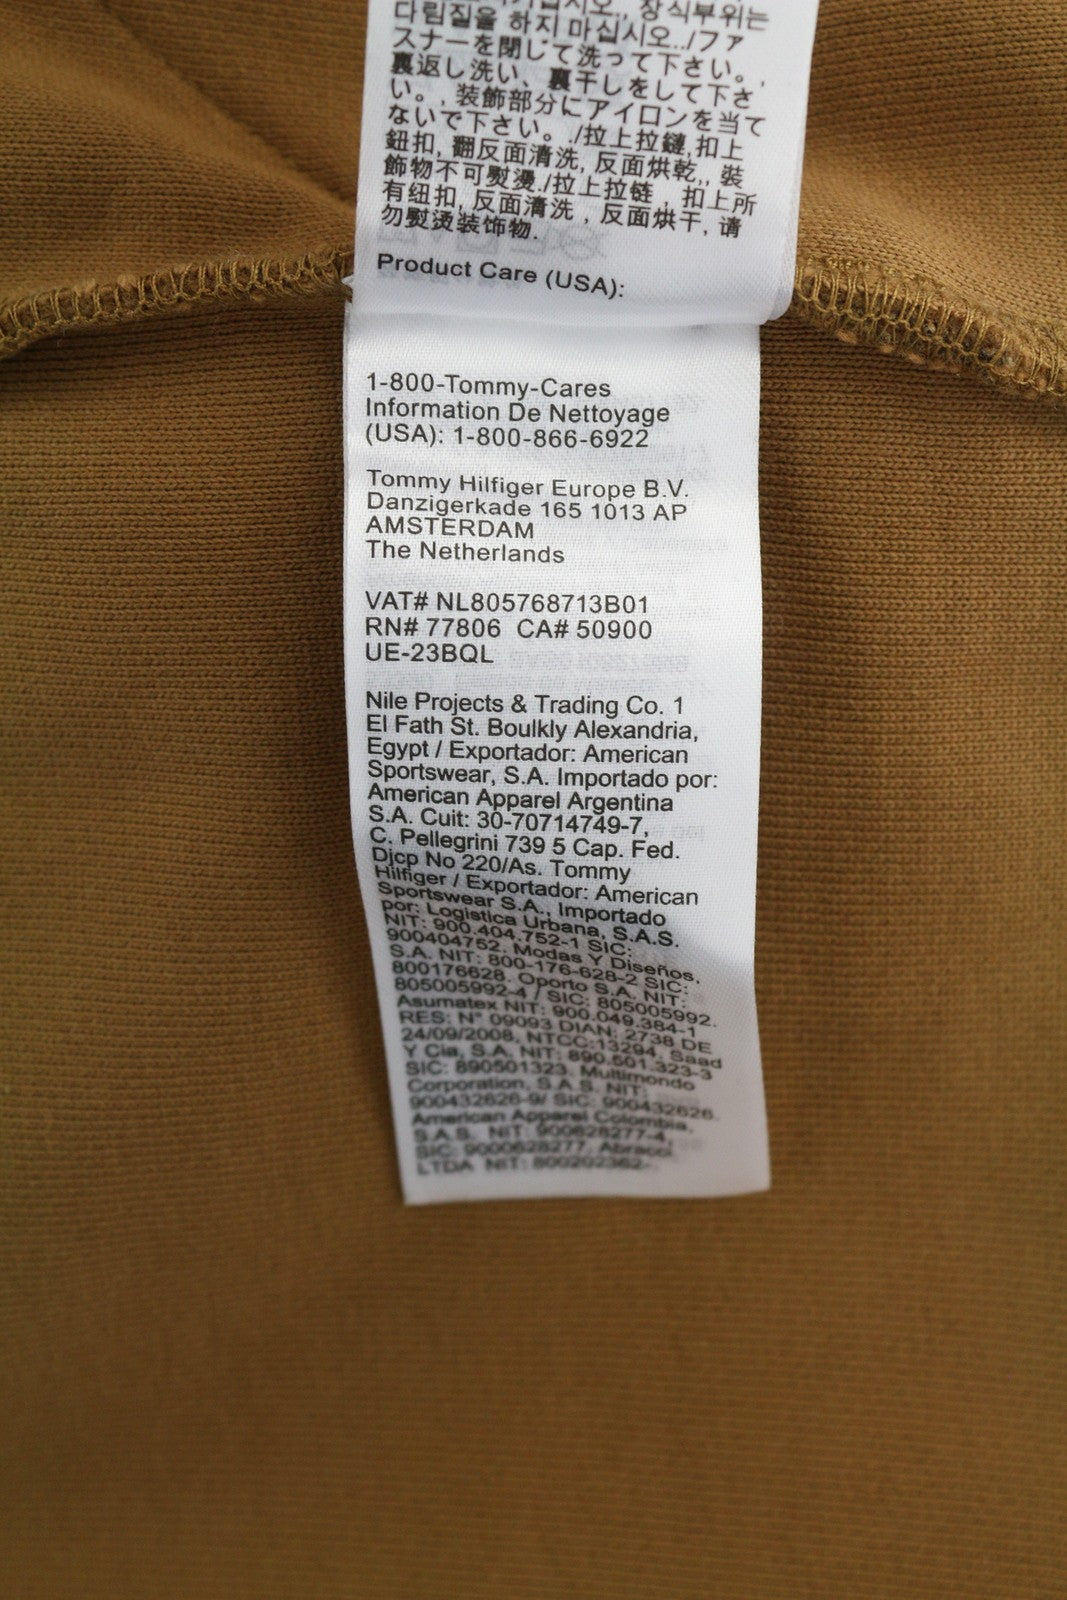 장식부위는
다림질을 하지 마십시오../ファ
スナーを閉じて洗って下さい。,
裏返し洗い、裏干しをして下さ
い。, 装飾部分にアイロンを当て
ないで下さい。./拉上拉鏈,扣上
鈕扣, 翻反面清洗, 反面烘乾,, 裝
飾物不可熨燙./拉上拉链 , 扣上所
有纽扣, 反面清洗 , 反面烘干, 请
勿熨烫装饰物.
Product Care (USA):
1-800-Tommy-Cares
Information De Nettoyage
(USA): 1-800-866-6922
Tommy Hilfiger Europe B.V.
Danzigerkade 165 1013 AP
AMSTERDAM
The Netherlands
VAT# NL805768713B01
RN# 77806 CA# 50900
UE-23BQL
Nile Projects & Trading Co. 1
El Fath St. Boulkly Alexandria,
Egypt / Exportador: American
Sportswear, S.A. Importado por:
American Apparel Argentina
S.A. Cuit: 30-70714749-7,
C. Pellegrini 739 5 Cap. Fed.
Djcp No 220/As. Tommy
Hilfiger / Exportador: American
Sportswear S.A., Importado
por: Logistica Urbana, S.A.S.
NIT: 900.404.752-1 SIC:
900404752. Modas Y Diseños,
S.A. NIT: 800-176-628-2 SIC:
800176628. Oporto S.A. NIT:
805005992-4 / SIC: 805005992.
Asumatex NIT: 900.049.384-1
RES: N° 09093 DIAN: 2738 DE
24/09/2008, NTCC:13294. Saad
Y Cia, S.A. NIT: 890.501.323-3
SIC: 890501323. Multimondo
Corporation, S.A.S. NIT:
900432626-9/ SIC: 900432626.
American Apparel Colombia,
S.A.S. NIT: 900628277-4,
SIC: 9000628277, Abracol,
LTDA NIT: 800202362-